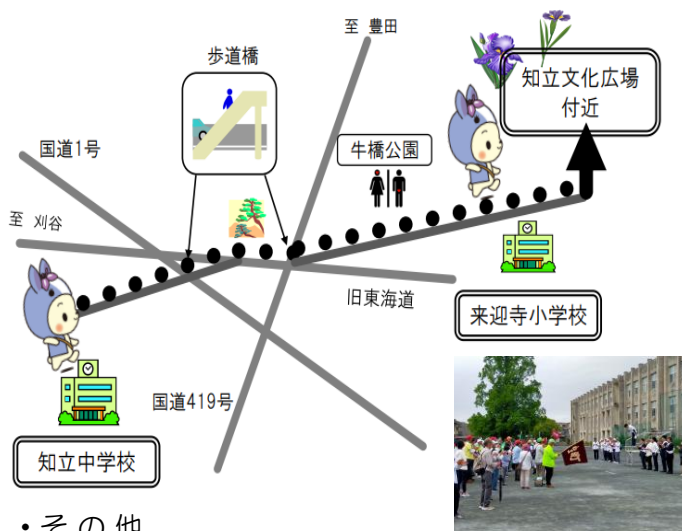 至 豊田
歩道橋
知立文化広場
付近
国道1号
牛橋公園
至 刈谷
旧東海道
来迎寺小学校
国道419号
知立中学校
・その他